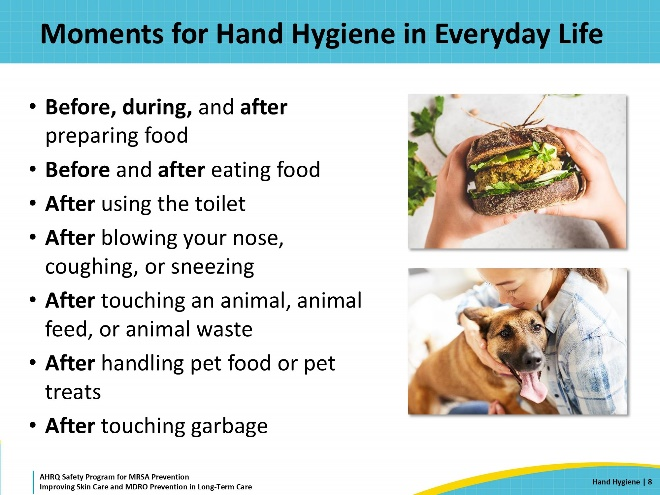 Moments for Hand Hygiene in Everyday Life
• Before, during, and after
preparing food
• Before and after eating food
• After using the toilet
• After blowing your nose,
coughing, or sneezing
• After touching an animal, animal
feed, or animal waste
• After handling pet food or pet
treats
• After touching garbage
AHRQ Safety Program for MRSA Prevention
Improving Skin Care and MDRO Prevention in Long-Term Care
Hand Hygiene | 8